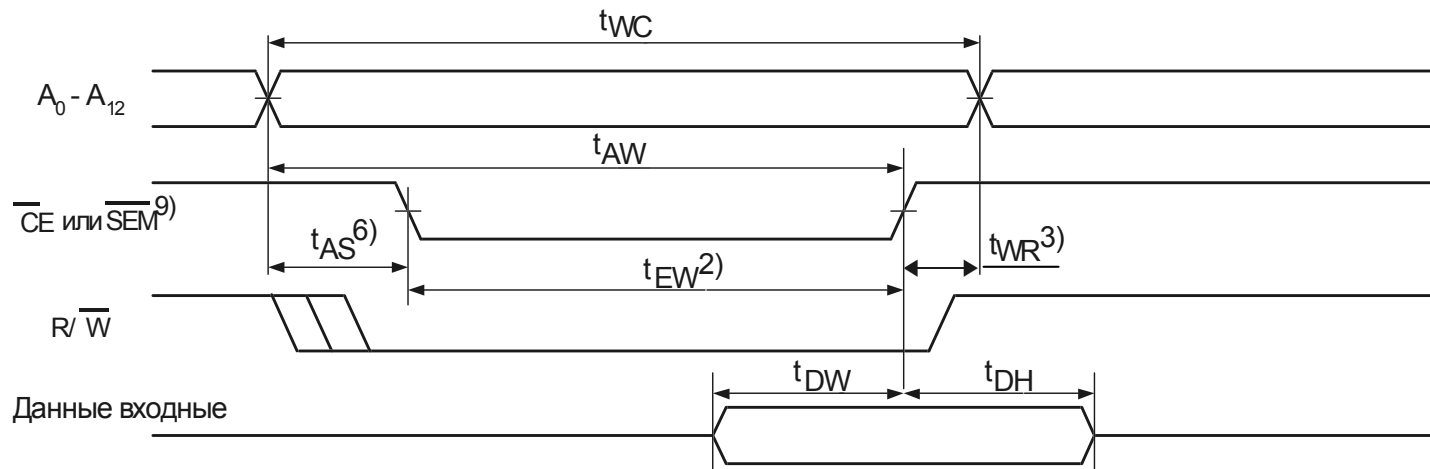 tWC
A0 - A12
tAW
CE или SEM9)
tAS6)
tWR3)
tEW2)
R/ W
tDW
tDH
Данные входные